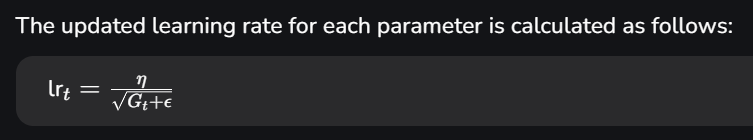 The updated learning rate for each parameter is calculated as follows:
lr_t = η / √(G_t+ϵ)